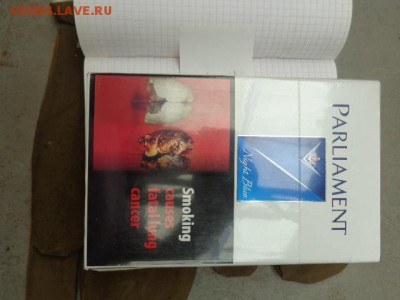 COINS.LAVE.RU
PARLIAMENT
Night Blue
Smoking
causes
fatal lung
cancer